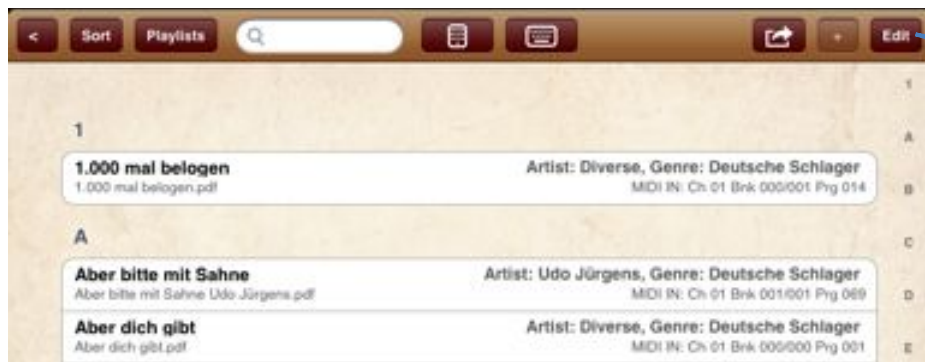 < Sort Playlists + Edit
1
1
A
1.000 mal belogen Artist: Diverse, Genre: Deutsche Schlager
1.000 mal belogen.pdf MIDI IN: Ch 01 Bnk 000/001 Prg 014
B
A
C
Aber bitte mit Sahne Artist: Udo Jürgens, Genre: Deutsche Schlager
Aber bitte mit Sahne Udo Jürgens.pdf MIDI IN: Ch 01 Bnk 001/001 Prg 069
D
Aber dich gibt Artist: Diverse, Genre: Deutsche Schlager
Aber dich gibt.pdf MIDI IN: Ch 01 Bnk 000/000 Prg 001
E